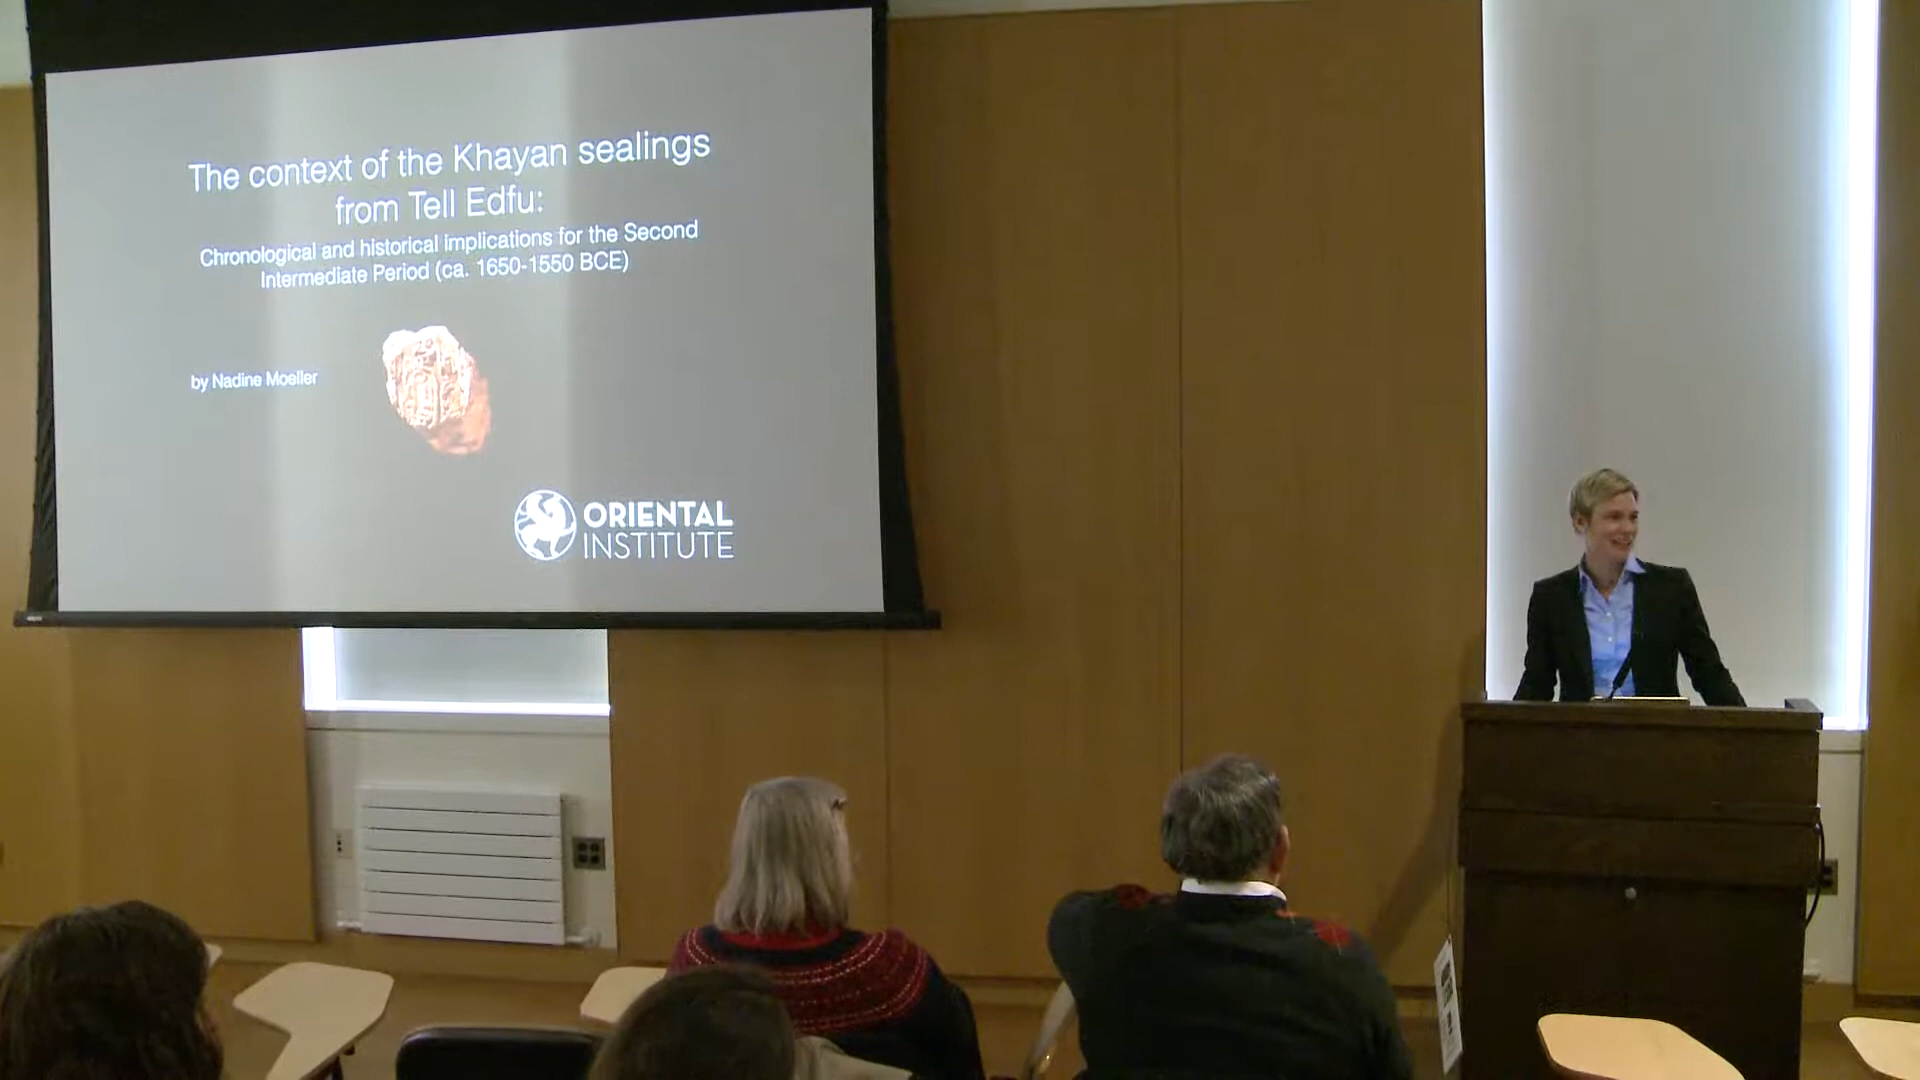 The context of the Khayan sealings
from Tell Edfu:
Chronological and historical implications for the Second
Intermediate Period (ca. 1650-1550 BCE)
by Nadine Moeller
ORIENTAL
INSTITUTE